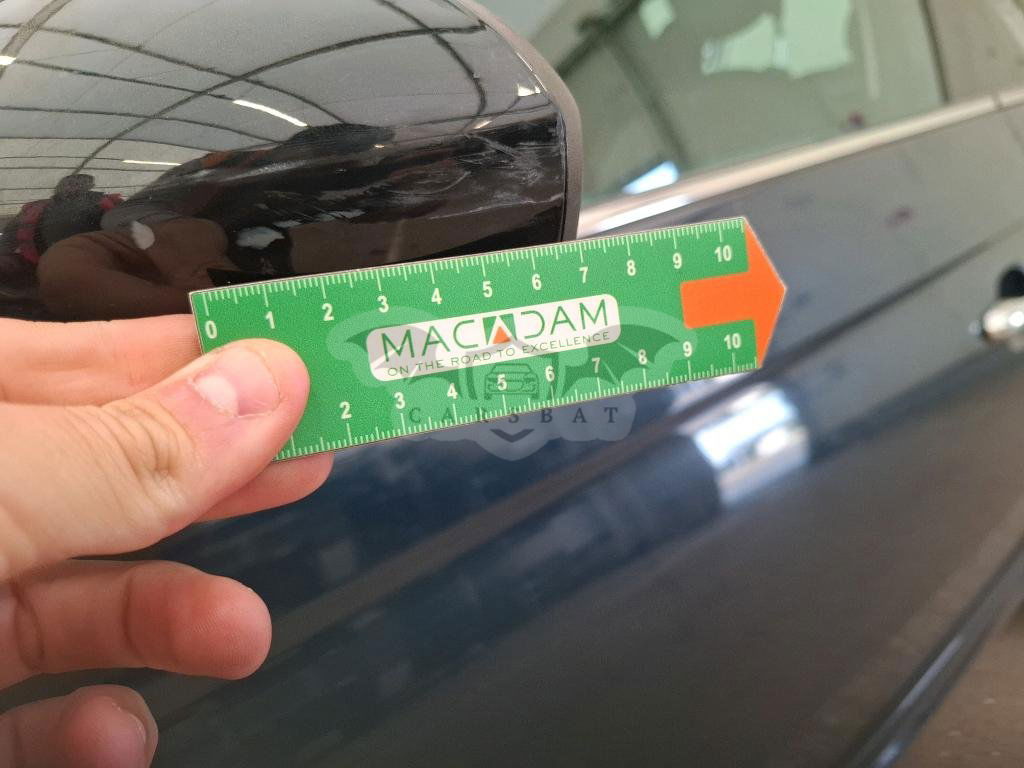 0 1 2 3 4 5 6 7 8 9 10
MACADAM
ON THE ROAD TO EXCELLENCE
2 3 4 5 6 7 8 9 10
CARSBAT